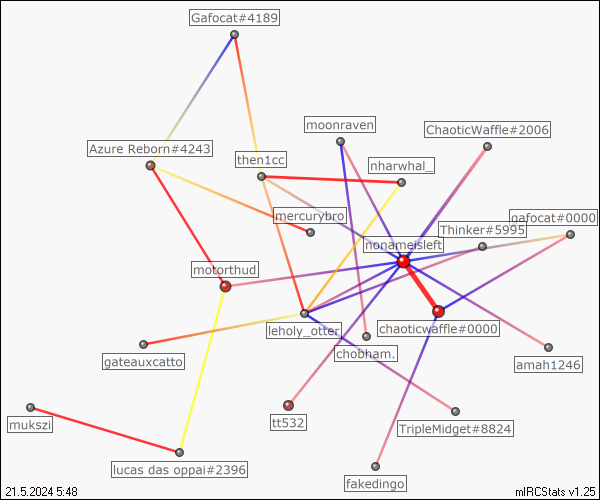 Gafocat#4189
moonraven
ChaoticWaffle#2006
Azure Reborn#4243
then1cc
nharwhal_
mercurybro
gafocat#0000
Thinker#5995
nonameisleft
motorthud
leholy_otter
chaoticwaffle#0000
chobham.
gateauxcatto
amah1246
mukszi
tt532
TripleMidget#8824
lucas das oppai#2396
fakedingo
21.5.2024 5:48
mIRCStats v1.25